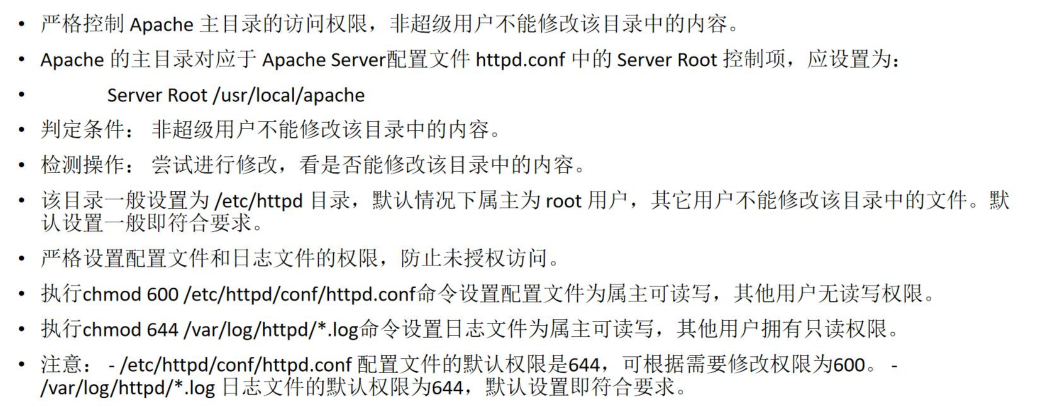 • 严格控制 Apache 主目录的访问权限，非超级用户不能修改该目录中的内容。
• Apache 的主目录对应于 Apache Server配置文件 httpd.conf 中的 Server Root 控制项，应设置为：
• Server Root /usr/local/apache
• 判定条件： 非超级用户不能修改该目录中的内容。
• 检测操作： 尝试进行修改，看是否能修改该目录中的内容。
• 该目录一般设置为 /etc/httpd 目录，默认情况下属主为 root 用户，其它用户不能修改该目录中的文件。默
认设置一般即符合要求。
• 严格设置配置文件和日志文件的权限，防止未授权访问。
• 执行chmod 600 /etc/httpd/conf/httpd.conf命令设置配置文件为属主可读写，其他用户无读写权限。
• 执行chmod 644 /var/log/httpd/*.log命令设置日志文件为属主可读写，其他用户拥有只读权限。
• 注意： - /etc/httpd/conf/httpd.conf 配置文件的默认权限是644，可根据需要修改权限为600。 -
/var/log/httpd/*.log 日志文件的默认权限为644，默认设置即符合要求。